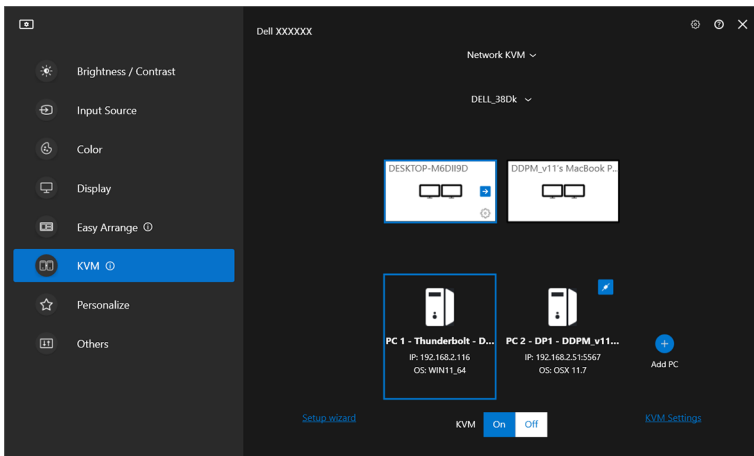 Dell XXXXXX
Brightness / Contrast
Input Source
Color
Display
Easy Arrange
KVM
Personalize
Others
Network KVM
DELL_38Dk
DESKTOP-M6DII9D
DDPM_v11's MacBook P...
PC 1 - Thunderbolt - D...
IP: 192.168.2.116
OS: WIN11_64
PC 2 - DP1 - DDPM_v11...
IP: 192.168.2.51:5567
OS: OSX 11.7
Add PC
Setup wizard
KVM On Off
KVM Settings